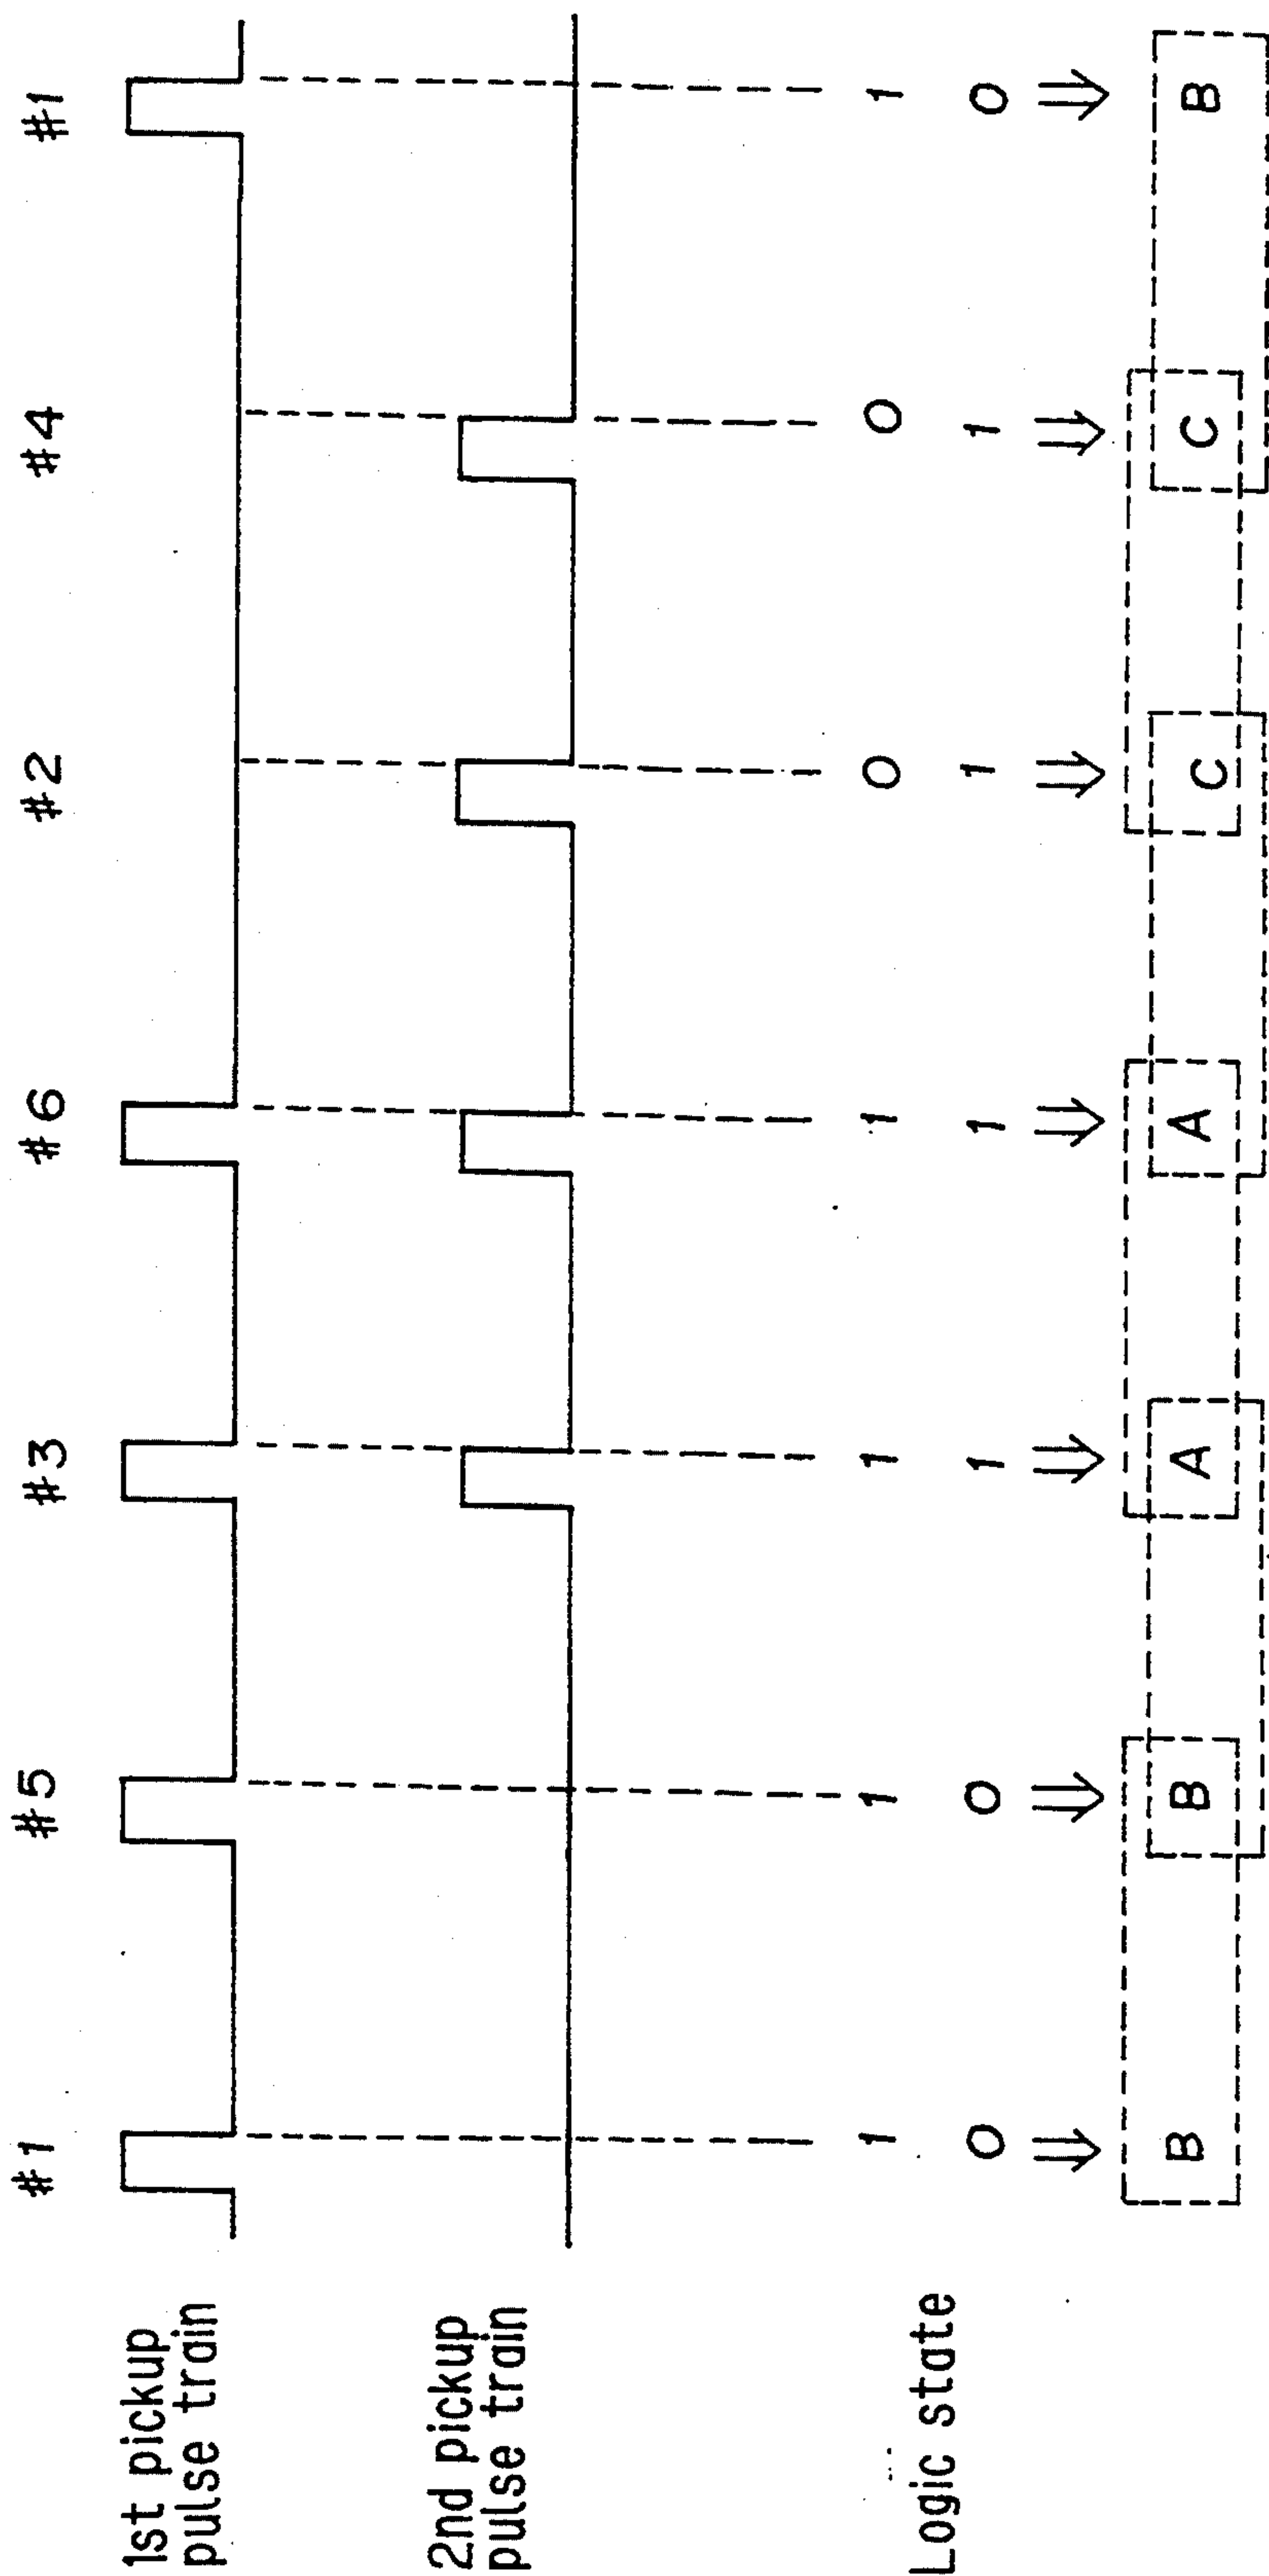 #1 #5 #3 #6 #2 #4 #1
1st pickup
pulse train
2nd pickup
pulse train
Logic state
1 1 1 1 0 0 1
0 0 1 1 1 1 0
B B A A C C B